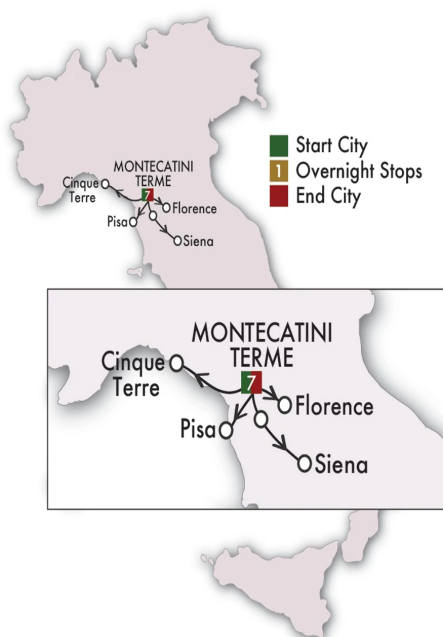 Start City
1 Overnight Stops
End City
MONTECATINI
TERME
7
Cinque
Terre
Florence
Pisa
Siena
MONTECATINI
TERME
7
Cinque
Terre
Florence
Pisa
Siena